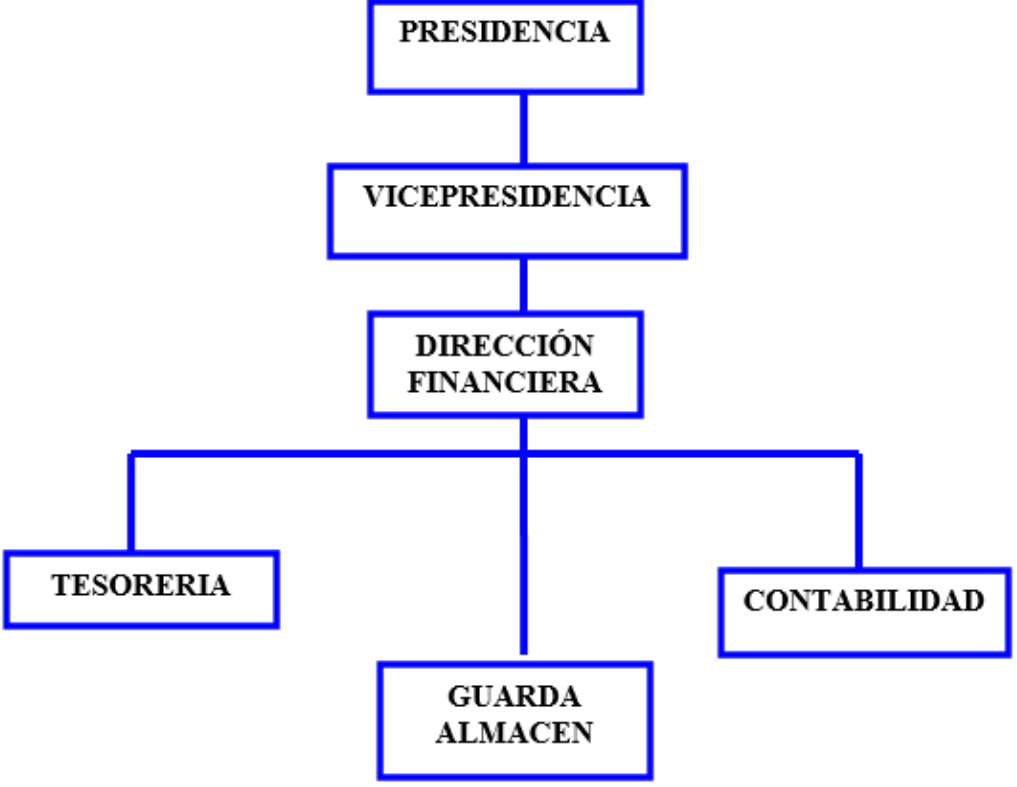 PRESIDENCIA
VICEPRESIDENCIA
DIRECCIÓN
FINANCIERA
TESORERIA
CONTABILIDAD
GUARDA
ALMACEN